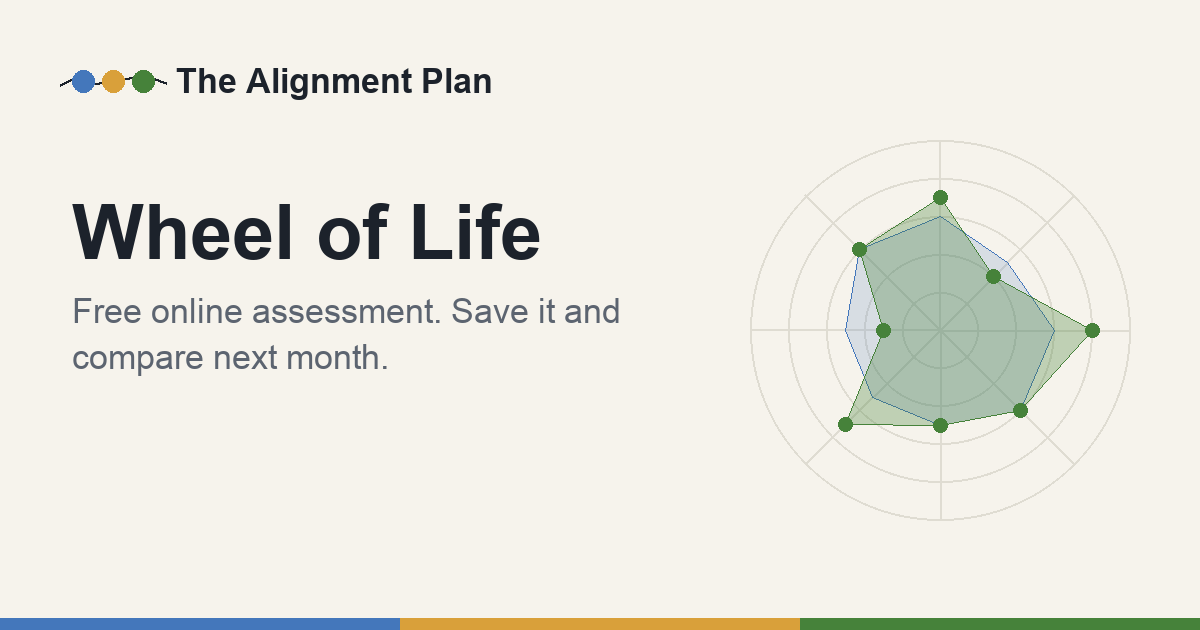 The Alignment Plan
Wheel of Life
Free online assessment. Save it and
compare next month.